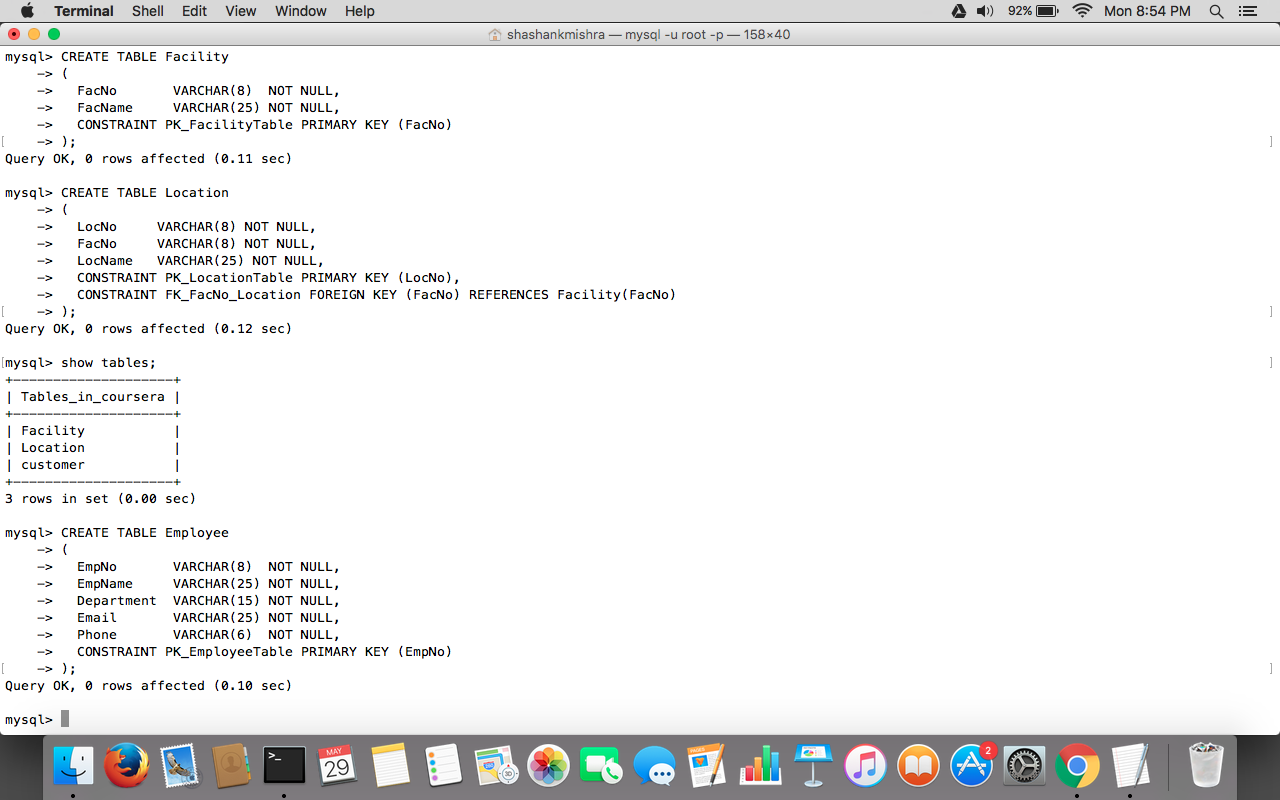 Terminal Shell Edit View Window Help 92% Mon 8:54 PM
shashankmishra — mysql -u root -p — 158×40
mysql> CREATE TABLE Facility
    -> (
    ->   FacNo       VARCHAR(8)  NOT NULL,
    ->   FacName     VARCHAR(25) NOT NULL,
    ->   CONSTRAINT PK_FacilityTable PRIMARY KEY (FacNo)
[    -> ); ]
Query OK, 0 rows affected (0.11 sec)
mysql> CREATE TABLE Location
    -> (
    ->   LocNo     VARCHAR(8) NOT NULL,
    ->   FacNo     VARCHAR(8) NOT NULL,
    ->   LocName   VARCHAR(25) NOT NULL,
    ->   CONSTRAINT PK_LocationTable PRIMARY KEY (LocNo),
    ->   CONSTRAINT FK_FacNo_Location FOREIGN KEY (FacNo) REFERENCES Facility(FacNo)
[    -> ); ]
Query OK, 0 rows affected (0.12 sec)
[mysql> show tables; ]
+--------------------+
| Tables_in_coursera |
+--------------------+
| Facility           |
| Location           |
| customer           |
+--------------------+
3 rows in set (0.00 sec)
mysql> CREATE TABLE Employee
    -> (
    ->   EmpNo       VARCHAR(8)  NOT NULL,
    ->   EmpName     VARCHAR(25) NOT NULL,
    ->   Department  VARCHAR(15) NOT NULL,
    ->   Email       VARCHAR(25) NOT NULL,
    ->   Phone       VARCHAR(6)  NOT NULL,
    ->   CONSTRAINT PK_EmployeeTable PRIMARY KEY (EmpNo)
[    -> ); ]
Query OK, 0 rows affected (0.10 sec)
mysql>
>_
MAY
29
3D
PAGES
2